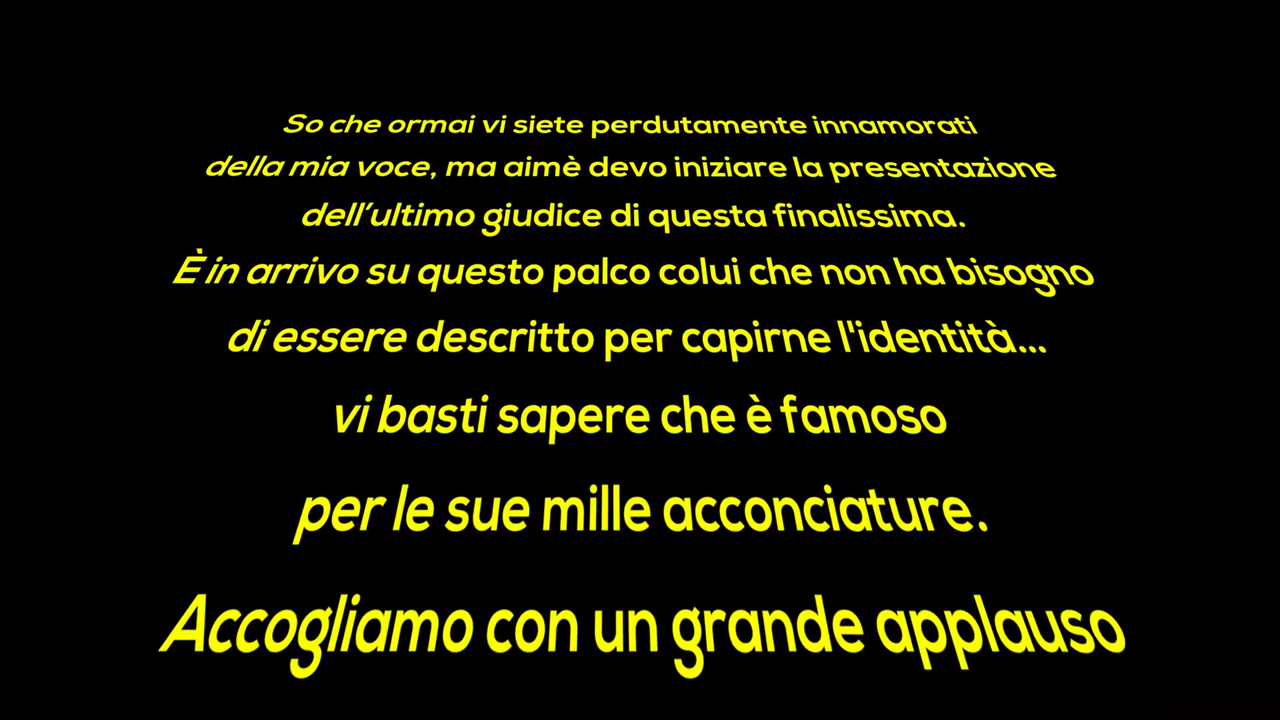 So che ormai vi siete perdutamente innamorati
della mia voce, ma aimè devo iniziare la presentazione
dell’ultimo giudice di questa finalissima.
È in arrivo su questo palco colui che non ha bisogno
di essere descritto per capirne l'identità...
vi basti sapere che è famoso
per le sue mille acconciature.
Accogliamo con un grande applauso